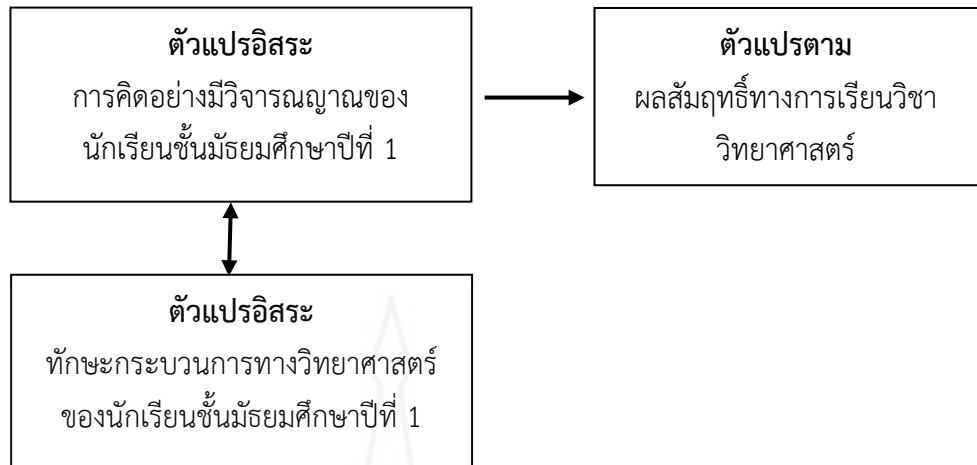 ตัวแปรอิสระ
การคิดอย่างมีวิจารณญาณของ
นักเรียนชั้นมัธยมศึกษาปีที่ 1
ตัวแปรตาม
ผลสัมฤทธิ์ทางการเรียนวิชา
วิทยาศาสตร์
ตัวแปรอิสระ
ทักษะกระบวนการทางวิทยาศาสตร์
ของนักเรียนชั้นมัธยมศึกษาปีที่ 1